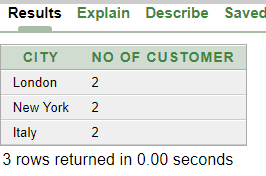 Results Explain Describe Saved
CITY NO OF CUSTOMER
London 2
New York 2
Italy 2
3 rows returned in 0.00 seconds